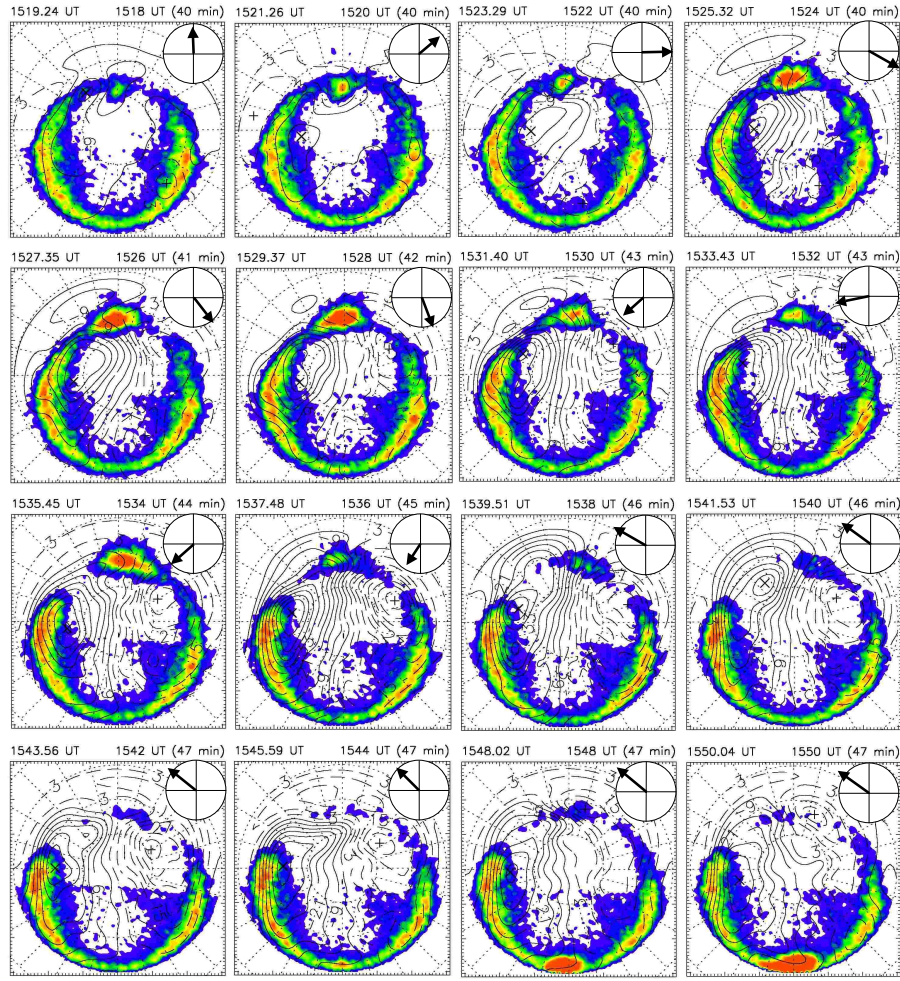 1519.24 UT 1518 UT (40 min)
1521.26 UT 1520 UT (40 min)
1523.29 UT 1522 UT (40 min)
1525.32 UT 1524 UT (40
1527.35 UT 1526 UT (41 min)
1529.37 UT 1528 UT (42 min)
1531.40 UT 1530 UT (43 min)
1533.43 UT 1532 UT (43 min)
1535.45 UT 1534 UT (44 min)
1537.48 UT 1536 UT (45 min)
1539.51 UT 1538 UT (46 min)
1541.53 UT 1540 UT (46 min)
1543.56 UT 1542 UT (47 min)
1545.59 UT 1544 UT (47 min)
1548.02 UT 1548 UT (47 min)
1550.04 UT 1550 UT (47 min)